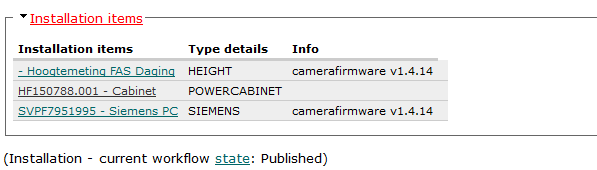 Installation items
Installation items Type details Info
- Hoogtemeting FAS Daging HEIGHT camerafirmware v1.4.14
HF150788.001 - Cabinet POWERCABINET
SVPF7951995 - Siemens PC SIEMENS camerafirmware v1.4.14
(Installation - current workflow state: Published)